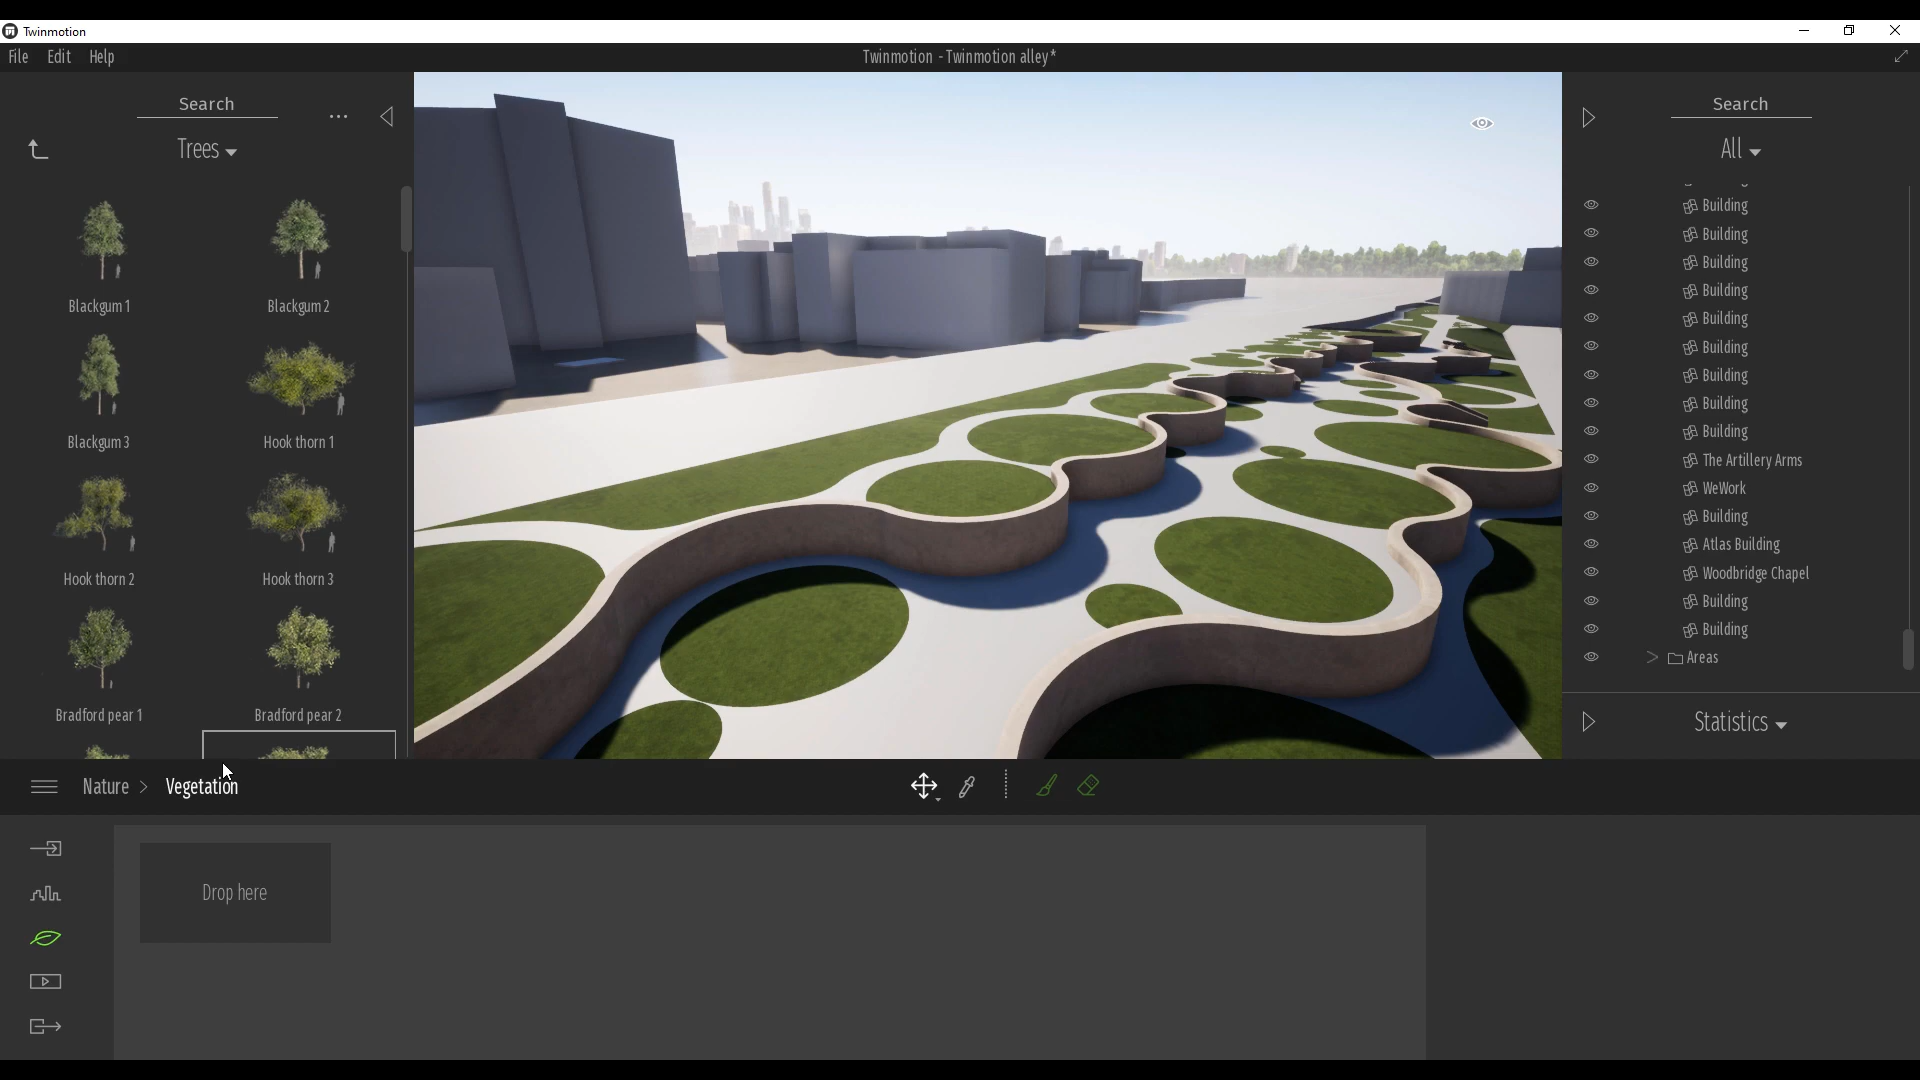 Twinmotion
File Edit Help
Twinmotion - Twinmotion alley*
Search
Trees
Blackgum 1
Blackgum 2
Blackgum 3
Hook thorn 1
Hook thorn 2
Hook thorn 3
Bradford pear 1
Bradford pear 2
Search
All
Building
Building
Building
Building
Building
Building
Building
Building
Building
The Artillery Arms
WeWork
Building
Atlas Building
Woodbridge Chapel
Building
Building
> Areas
Statistics
Nature > Vegetation
Drop here